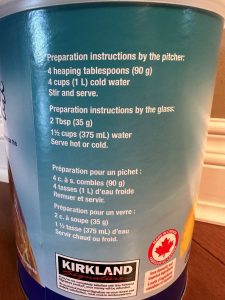 Preparation instructions by the pitcher:
4 heaping tablespoons (90 g)
4 cups (1 L) cold water
Stir and serve.
Preparation instructions by the glass:
2 Tbsp (35 g)
1½ cups (375 mL) water
Serve hot or cold.
Préparation pour un pichet :
4 c. à s. combles (90 g)
4 tasses (1 L) d'eau froide
Remuer et servir.
Préparation pour un verre :
2 c. à soupe (35 g)
1 ½ tasse (375 mL) d'eau
Servir chaud ou froid.
KIRKLAND
Signature